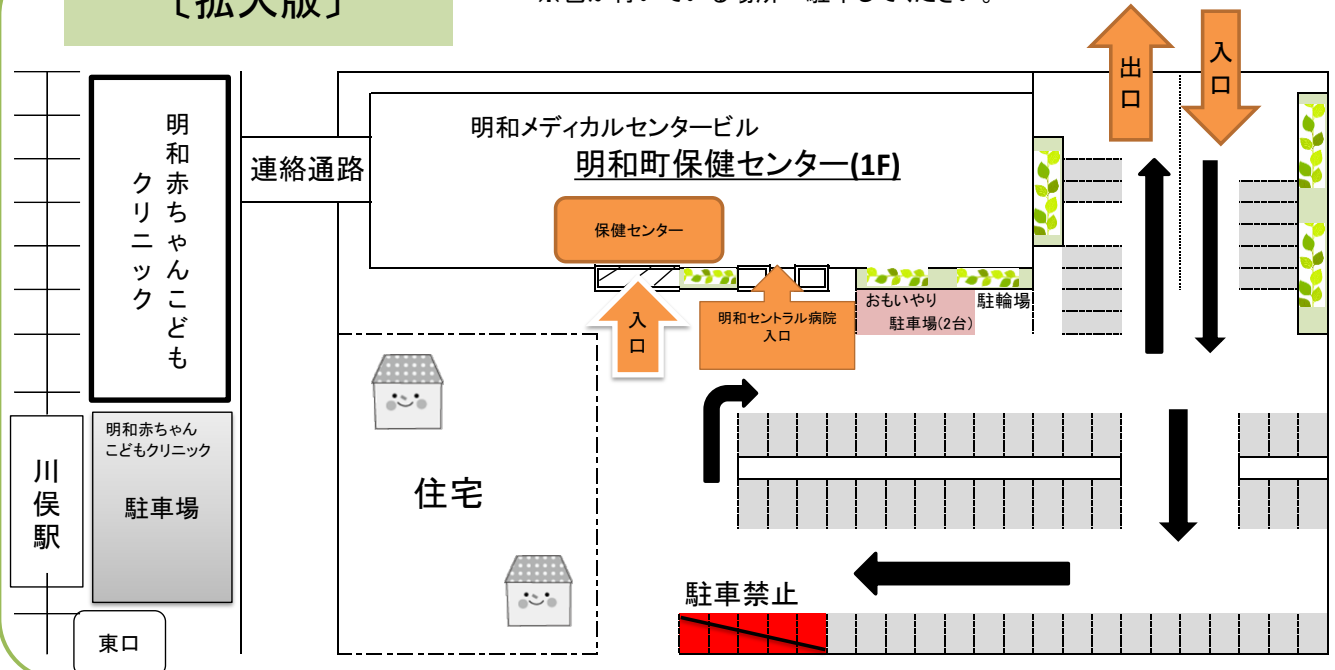 〔拡大版〕
出口
入口
明和メディカルセンタービル
明和町保健センター(1F)
連絡通路
明和赤ちゃんこども
クリニック
保健センター
入口
明和セントラル病院
入口
おもいやり
駐車場(2台)
駐輪場
明和赤ちゃん
こどもクリニック
駐車場
川俣駅
住宅
駐車禁止
東口